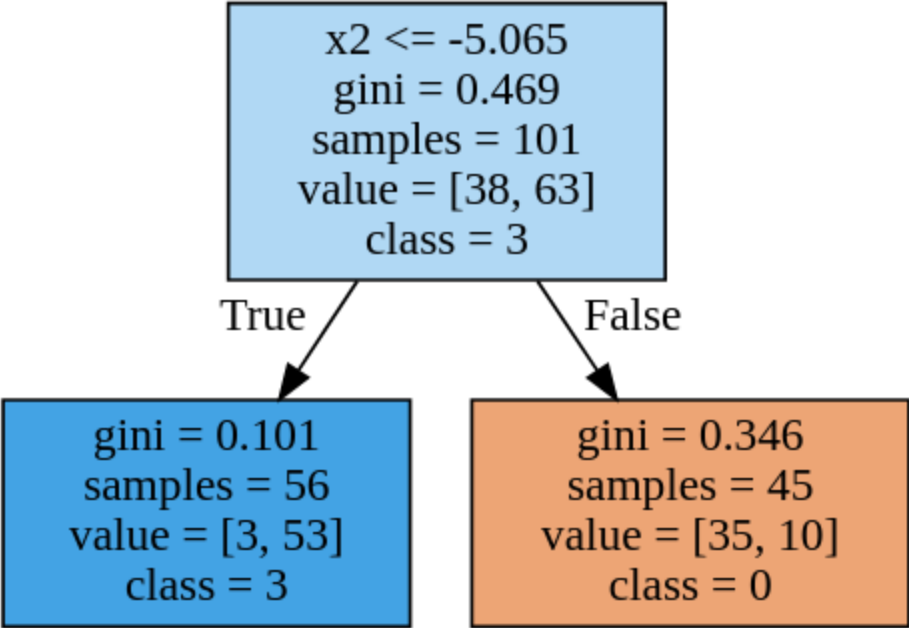 x2 <= -5.065
gini = 0.469
samples = 101
value = [38, 63]
class = 3
True
False
gini = 0.101
samples = 56
value = [3, 53]
class = 3
gini = 0.346
samples = 45
value = [35, 10]
class = 0